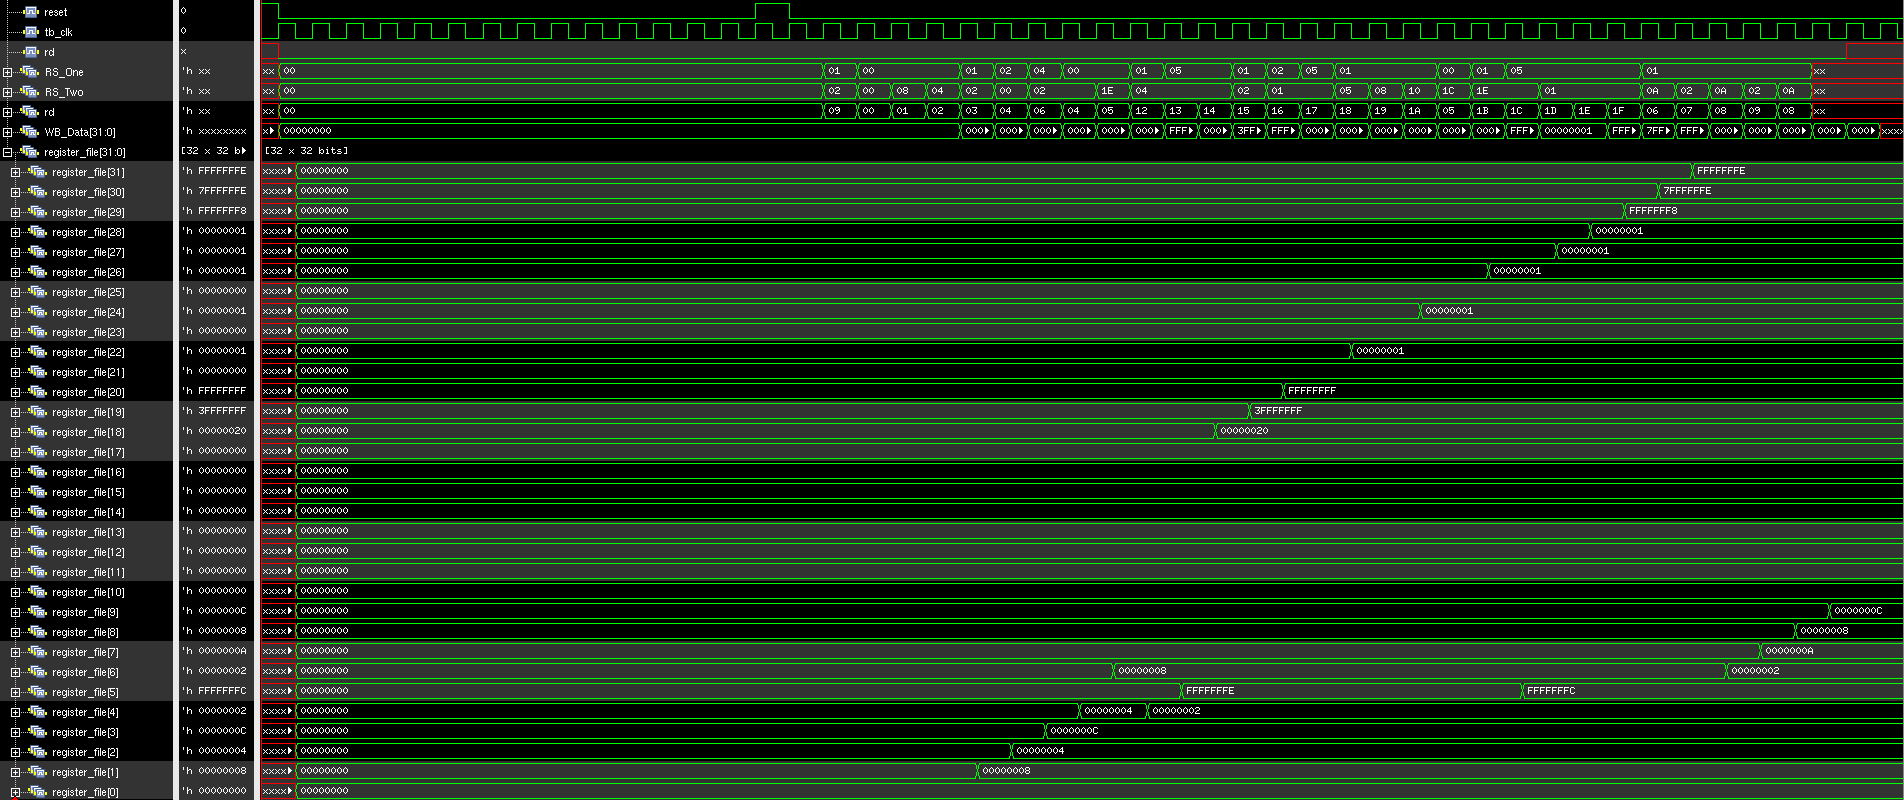 reset 0
tb_clk 0
rd x
RS_One 'h xx xx 00 01 00 01 02 04 00 01 05 01 02 05 01 00 01 05 01 xx
RS_Two 'h xx xx 00 02 00 08 04 02 00 02 1E 04 02 01 05 08 10 1C 1E 01 0A 02 0A 02 0A xx
rd 'h xx xx 00 09 00 01 02 03 04 06 04 05 12 13 14 15 16 17 18 19 1A 05 1B 1C 1D 1E 1F 06 07 08 09 08 xx
WB_Data[31:0] 'h xxxxxxxx x 00000000 000 000 000 000 000 000 FFF 000 3FF FFF 000 000 000 000 000 000 FFF 00000001 FFF 7FF FFF 000 000 000 000 000 xxxx
register_file[31:0] [32 x 32 b [32 x 32 bits]
register_file[31] 'h FFFFFFFE xxxx 00000000 FFFFFFFE
register_file[30] 'h 7FFFFFFE xxxx 00000000 7FFFFFFE
register_file[29] 'h FFFFFFF8 xxxx 00000000 FFFFFFF8
register_file[28] 'h 00000001 xxxx 00000000 00000001
register_file[27] 'h 00000001 xxxx 00000000 00000001
register_file[26] 'h 00000001 xxxx 00000000 00000001
register_file[25] 'h 00000000 xxxx 00000000
register_file[24] 'h 00000001 xxxx 00000000 00000001
register_file[23] 'h 00000000 xxxx 00000000
register_file[22] 'h 00000001 xxxx 00000000 00000001
register_file[21] 'h 00000000 xxxx 00000000
register_file[20] 'h FFFFFFFF xxxx 00000000 FFFFFFFF
register_file[19] 'h 3FFFFFFF xxxx 00000000 3FFFFFFF
register_file[18] 'h 00000020 xxxx 00000000 00000020
register_file[17] 'h 00000000 xxxx 00000000
register_file[16] 'h 00000000 xxxx 00000000
register_file[15] 'h 00000000 xxxx 00000000
register_file[14] 'h 00000000 xxxx 00000000
register_file[13] 'h 00000000 xxxx 00000000
register_file[12] 'h 00000000 xxxx 00000000
register_file[11] 'h 00000000 xxxx 00000000
register_file[10] 'h 00000000 xxxx 00000000
register_file[9] 'h 0000000C xxxx 00000000 0000000C
register_file[8] 'h 00000008 xxxx 00000000 00000008
register_file[7] 'h 0000000A xxxx 00000000 0000000A
register_file[6] 'h 00000002 xxxx 00000000 00000008 00000002
register_file[5] 'h FFFFFFFC xxxx 00000000 FFFFFFFE FFFFFFFC
register_file[4] 'h 00000002 xxxx 00000000 00000004 00000002
register_file[3] 'h 0000000C xxxx 00000000 0000000C
register_file[2] 'h 00000004 xxxx 00000000 00000004
register_file[1] 'h 00000008 xxxx 00000000 00000008
register_file[0] 'h 00000000 xxxx 00000000